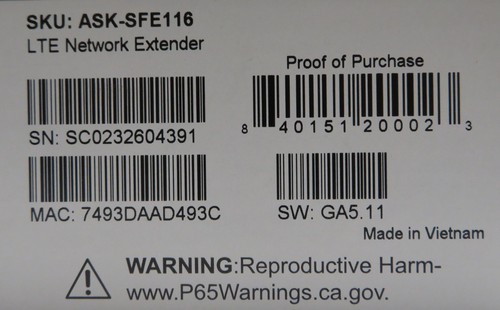 SKU: ASK-SFE116
LTE Network Extender
Proof of Purchase
8 40151 20002 3
SN: SC0232604391
MAC: 7493DAAD493C
SW: GA5.11
Made in Vietnam
WARNING:Reproductive Harm-
www.P65Warnings.ca.gov.